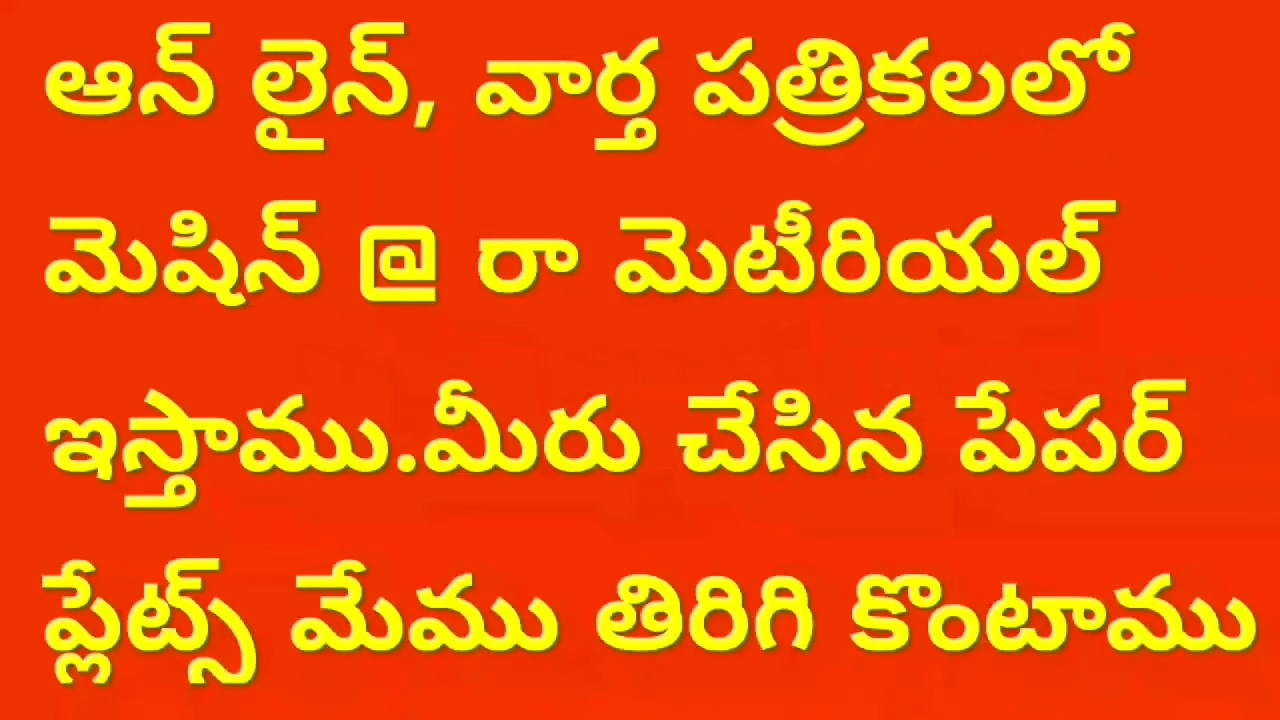 ఆన్ లైన్, వార్త పత్రికలలో
మెషిన్ @ రా మెటీరియల్
ఇస్తాము.మీరు చేసిన పేపర్
ప్లేట్స్ మేము తిరిగి కొంటాము